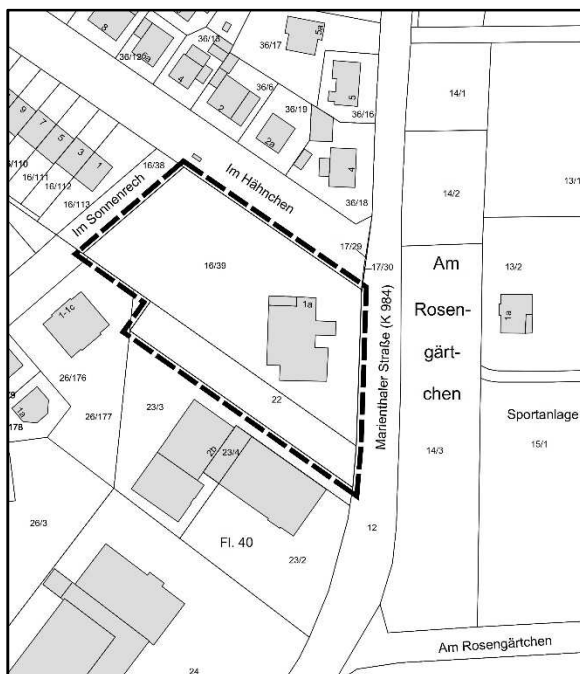 8
36/19
6a
36/18
4
36/17
5a
36/6
2
36/19
5
36/16
2a
4
36/18
14/1
13/1
14/2
9
7
5
3
1
16/110
16/111
16/112
16/113
16/38
Im Sonnenrech
Im Hähnchen
17/29
17/30
16/39
1a
Am
Rosen-
gärt-
chen
13/2
1a
Marienthaler Straße (K 984)
1-1c
26/176
22
Sportanlage
15/1
14/3
1a
178
26/177
23/3
2b
23/4
12
26/3
Fl. 40
23/2
Am Rosengärtchen
24